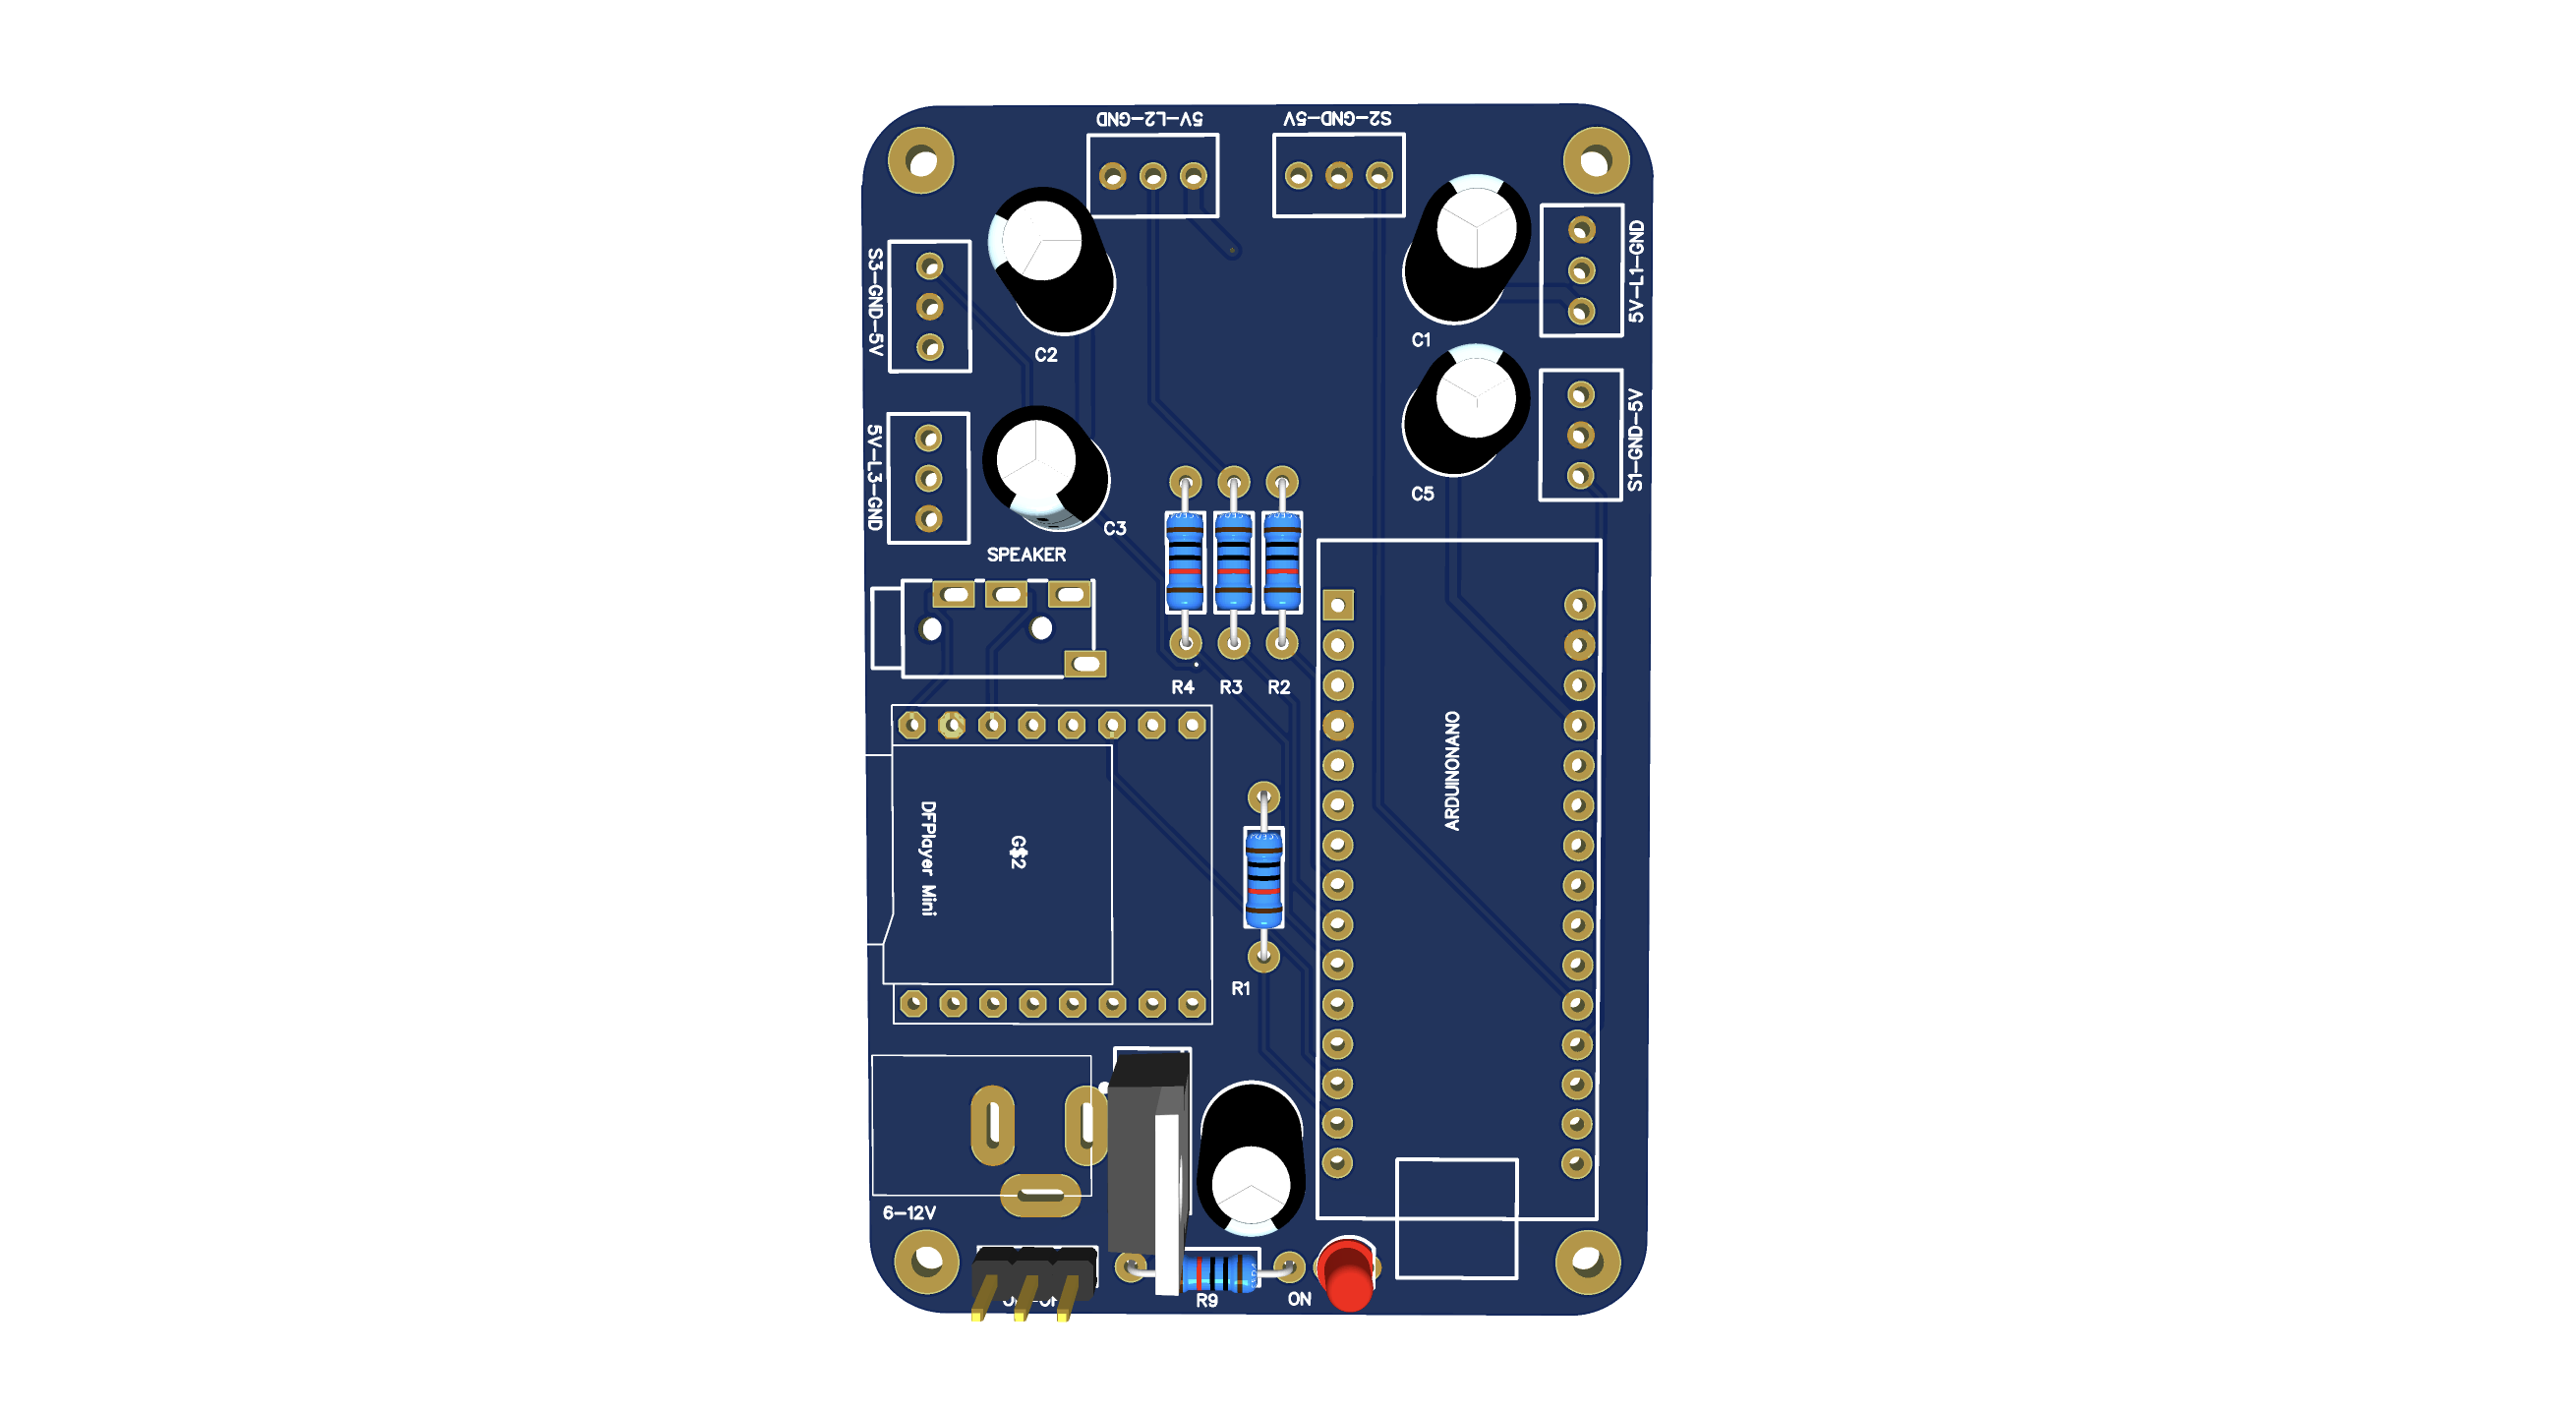 5V-L2-GND
S2-GND-5V
S3-GND-5V
5V-L1-GND
C2
C1
5V-L3-GND
S1-GND-5V
C5
C3
SPEAKER
R4
R3
R2
ARDUINONANO
DFPlayer Mini
G$2
R1
6-12V
R9
ON